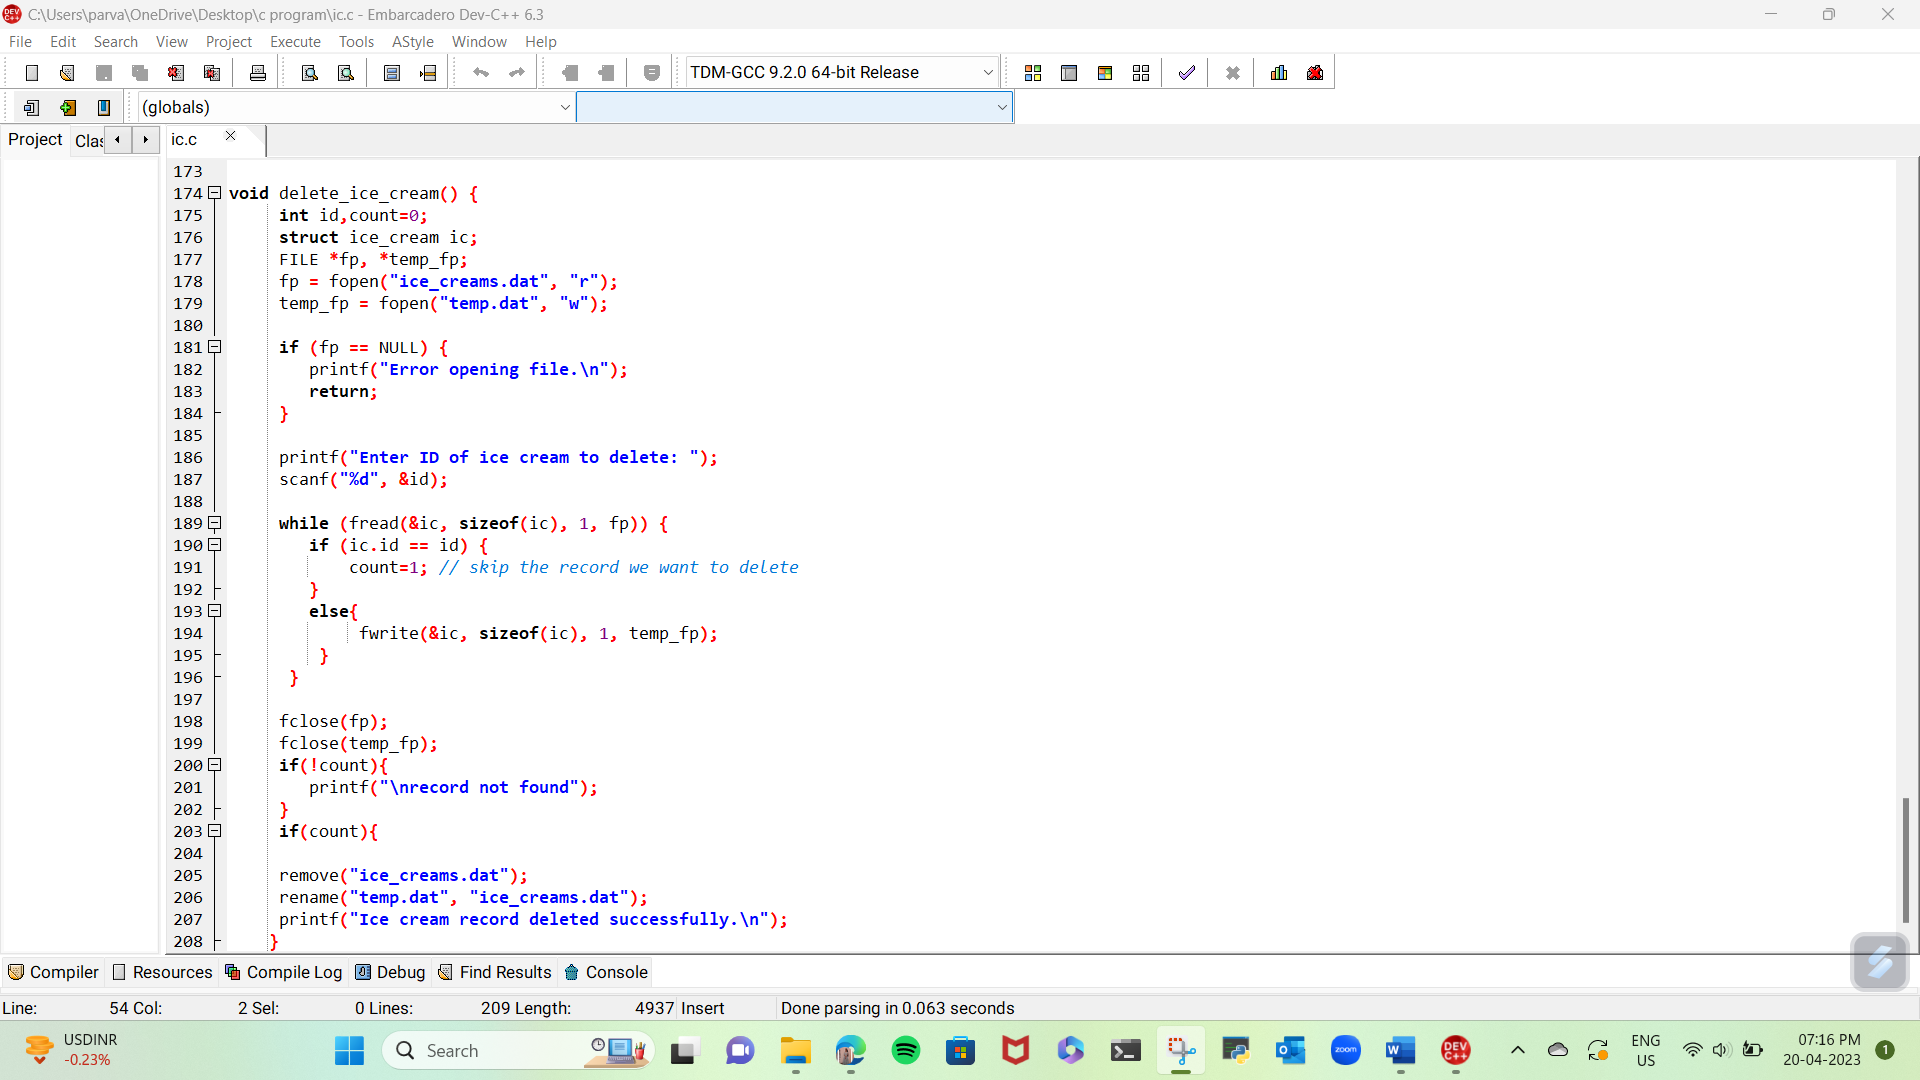 C:\Users\parva\OneDrive\Desktop\c program\ic.c - Embarcadero Dev-C++ 6.3
File Edit Search View Project Execute Tools AStyle Window Help
TDM-GCC 9.2.0 64-bit Release
(globals)
Project Clas ic.c
173
174 void delete_ice_cream() {
175 int id,count=0;
176 struct ice_cream ic;
177 FILE *fp, *temp_fp;
178 fp = fopen("ice_creams.dat", "r");
179 temp_fp = fopen("temp.dat", "w");
180
181 if (fp == NULL) {
182 printf("Error opening file.\n");
183 return;
184 }
185
186 printf("Enter ID of ice cream to delete: ");
187 scanf("%d", &id);
188
189 while (fread(&ic, sizeof(ic), 1, fp)) {
190 if (ic.id == id) {
191 count=1; // skip the record we want to delete
192 }
193 else{
194 fwrite(&ic, sizeof(ic), 1, temp_fp);
195 }
196 }
197
198 fclose(fp);
199 fclose(temp_fp);
200 if(!count){
201 printf("\nrecord not found");
202 }
203 if(count){
204
205 remove("ice_creams.dat");
206 rename("temp.dat", "ice_creams.dat");
207 printf("Ice cream record deleted successfully.\n");
208 }
Compiler Resources Compile Log Debug Find Results Console
Line: 54 Col: 2 Sel: 0 Lines: 209 Length: 4937 Insert Done parsing in 0.063 seconds
USDINR
-0.23%
Search
zoom
DEV C++
ENG
US
07:16 PM
20-04-2023
1